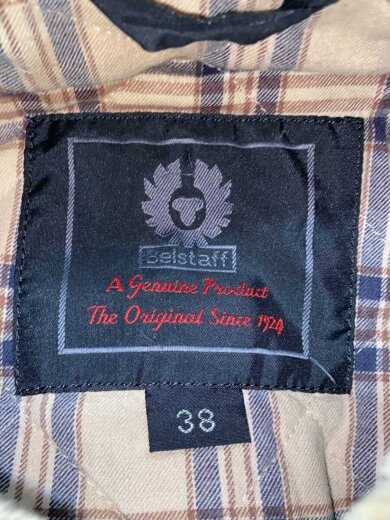 Belstaff
A Genuine Product
The Original Since 1924
38